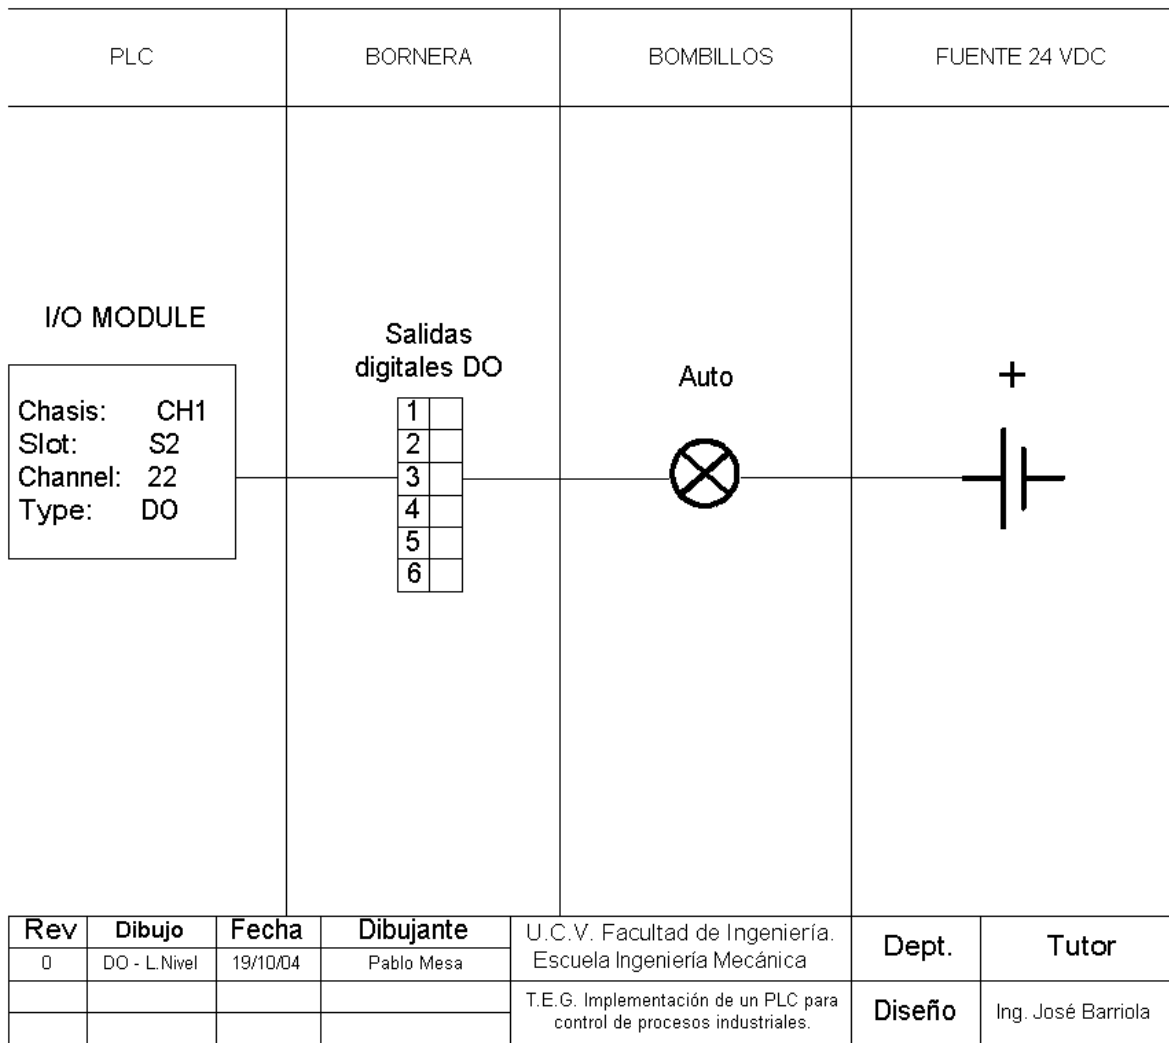 PLC
BORNERA
BOMBILLOS
FUENTE 24 VDC
I/O MODULE
Chasis: CH1
Slot: S2
Channel: 22
Type: DO
Salidas
digitales DO
1
2
3
4
5
6
Auto
+
Rev Dibujo Fecha Dibujante
0 DO - L.Nivel 19/10/04 Pablo Mesa
U.C.V. Facultad de Ingeniería.
Escuela Ingeniería Mecánica
T.E.G. Implementación de un PLC para
control de procesos industriales.
Dept. Tutor
Diseño Ing. José Barriola